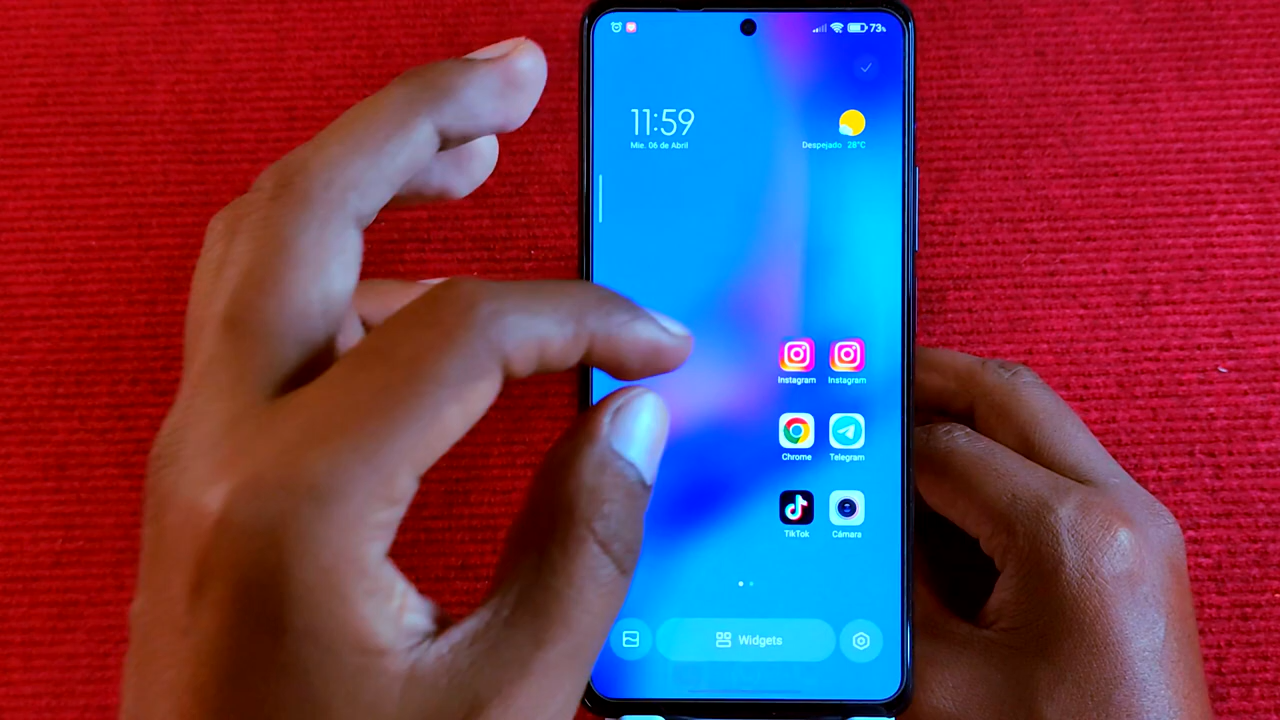 73%
11:59
Mie. 06 de Abril
Despejado 28°C
Instagram Instagram
Chrome Telegram
TikTok Cámara
Widgets